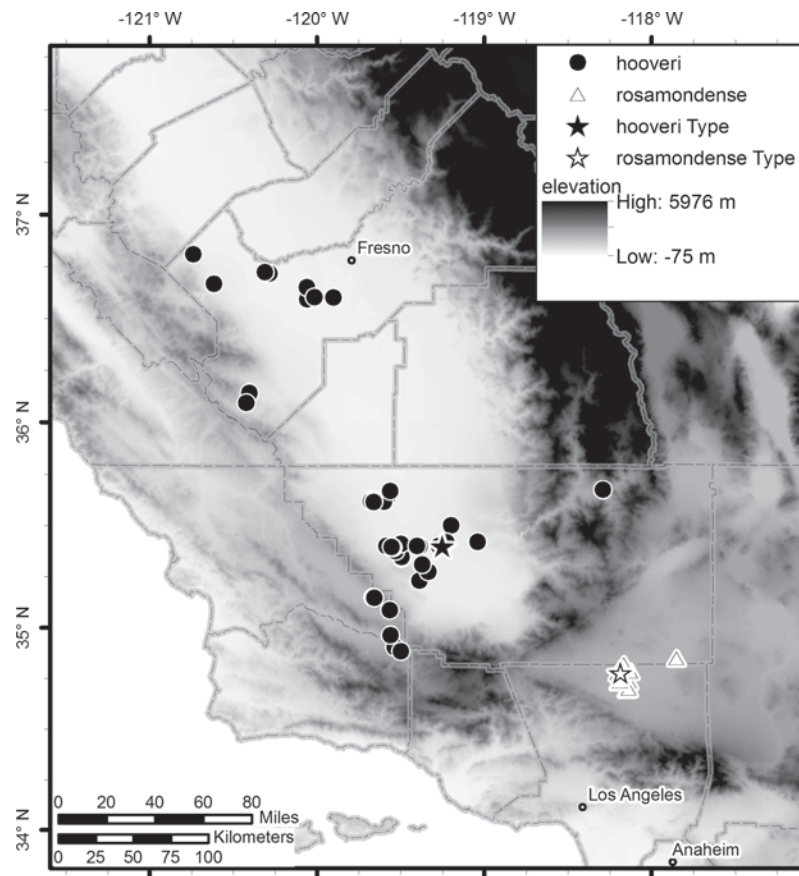 -121° W -120° W -119° W -118° W
hooveri
rosamondense
hooveri Type
rosamondense Type
elevation
High: 5976 m
Low: -75 m
37° N
Fresno
36° N
35° N
34° N
0 20 40 60 80 Miles
Kilometers
0 25 50 75 100
Los Angeles
Anaheim